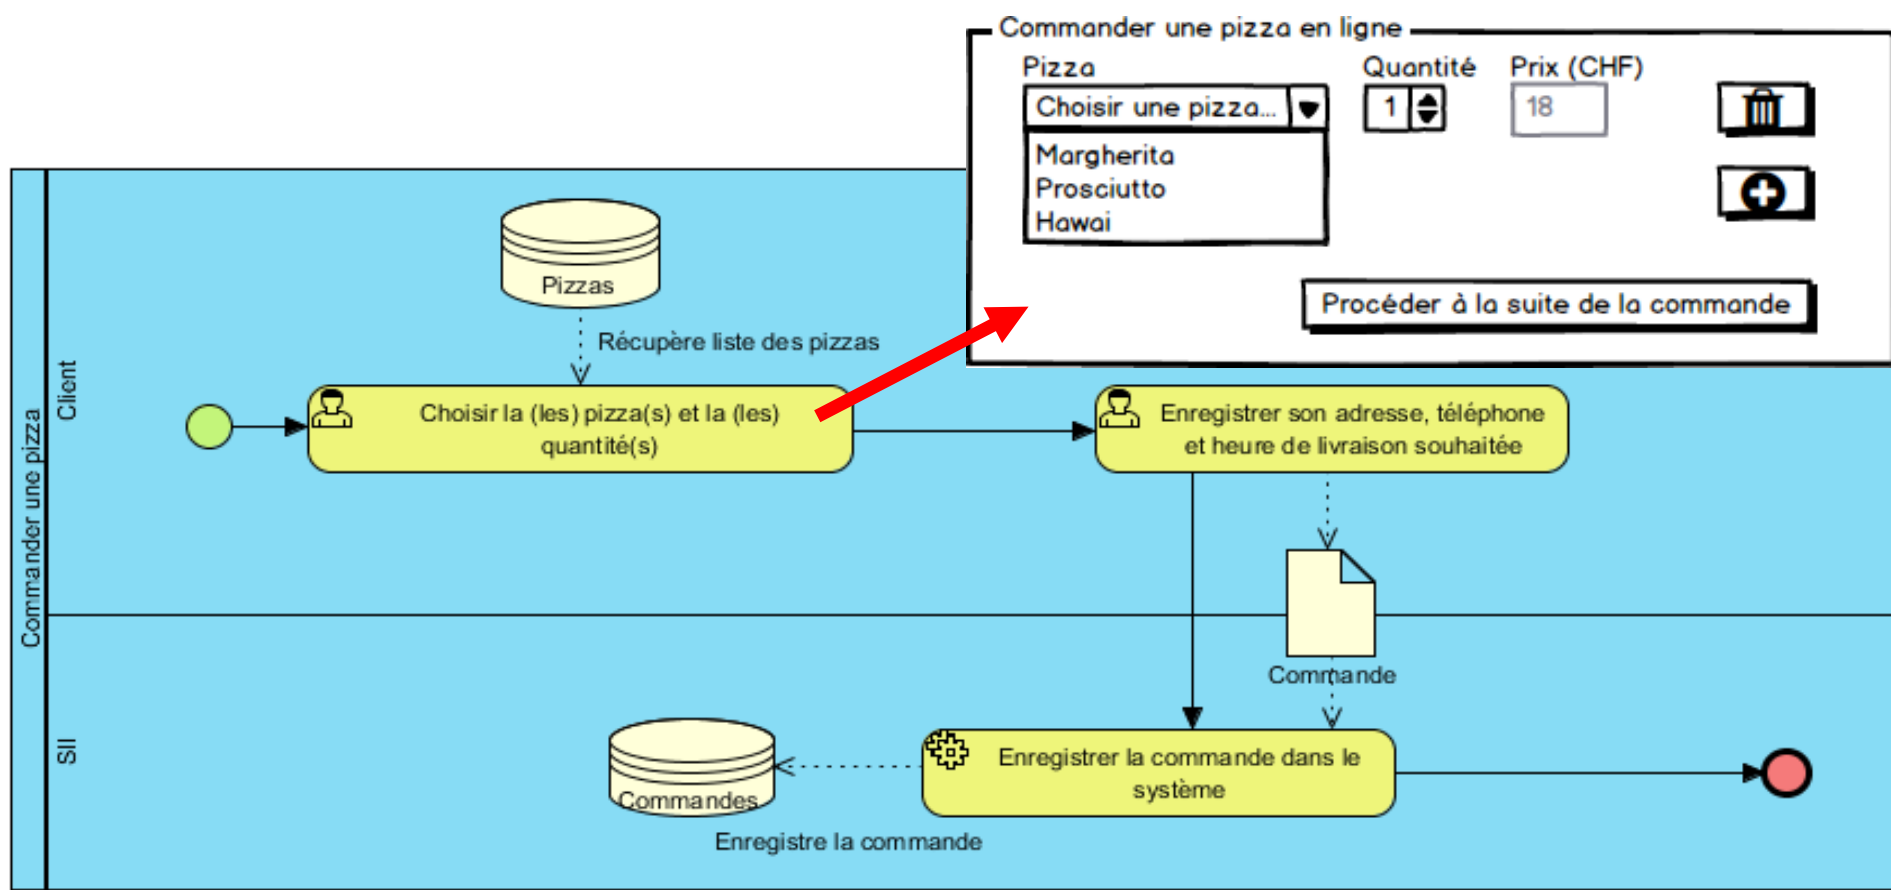 Commander une pizza en ligne
Pizza
Quantité
Prix (CHF)
Choisir une pizza...
1
18
Margherita
Prosciutto
Hawai
Procéder à la suite de la commande
Commander une pizza
Client
Pizzas
Récupère liste des pizzas
Choisir la (les) pizza(s) et la (les)
quantité(s)
Enregistrer son adresse, téléphone
et heure de livraison souhaitée
Commande
SII
Enregistrer la commande dans le
système
Commandes
Enregistre la commande